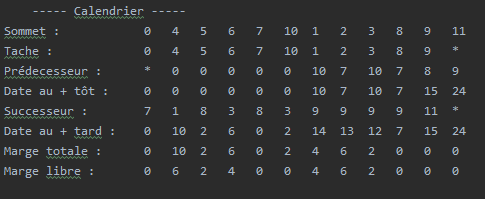 ----- Calendrier -----
Sommet : 0 4 5 6 7 10 1 2 3 8 9 11
Tache : 0 4 5 6 7 10 1 2 3 8 9 *
Prédecesseur : * 0 0 0 0 0 10 7 10 7 8 9
Date au + tôt : 0 0 0 0 0 0 10 7 10 7 15 24
Successeur : 7 1 8 3 8 3 9 9 9 9 11 *
Date au + tard : 0 10 2 6 0 2 14 13 12 7 15 24
Marge totale : 0 10 2 6 0 2 4 6 2 0 0 0
Marge libre : 0 6 2 4 0 0 4 6 2 0 0 0